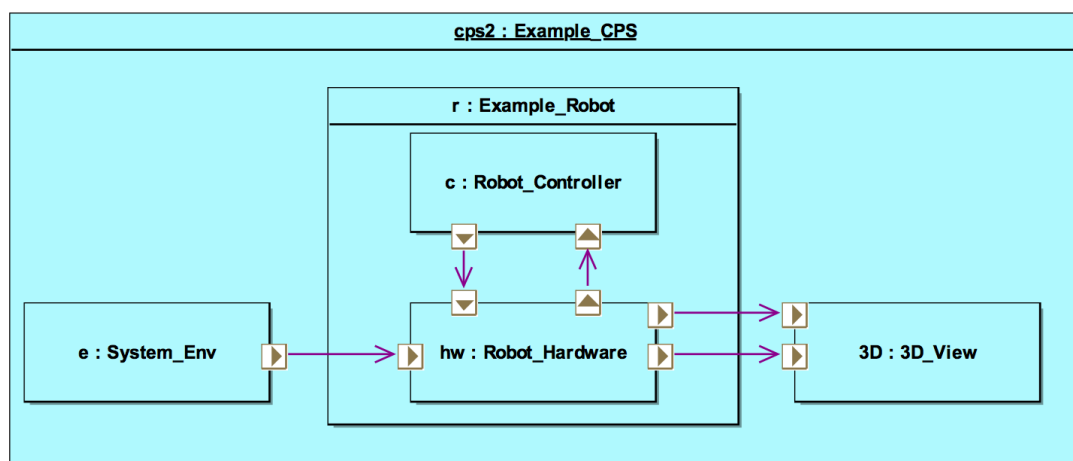 cps2 : Example_CPS
r : Example_Robot
c : Robot_Controller
e : System_Env
hw : Robot_Hardware
3D : 3D_View